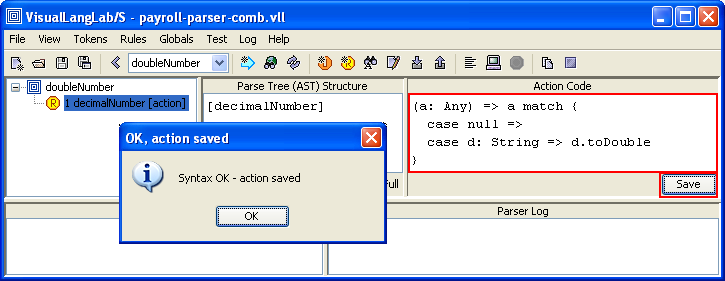 VisualLangLab/S - payroll-parser-comb.vll
File View Tokens Rules Globals Test Log Help
doubleNumber
doubleNumber
R 1 decimalNumber [action]
Parse Tree (AST) Structure
[decimalNumber]
Full
Action Code
(a: Any) => a match {
case null =>
case d: String => d.toDouble
}
Save
OK, action saved
Syntax OK - action saved
OK
Parser Log